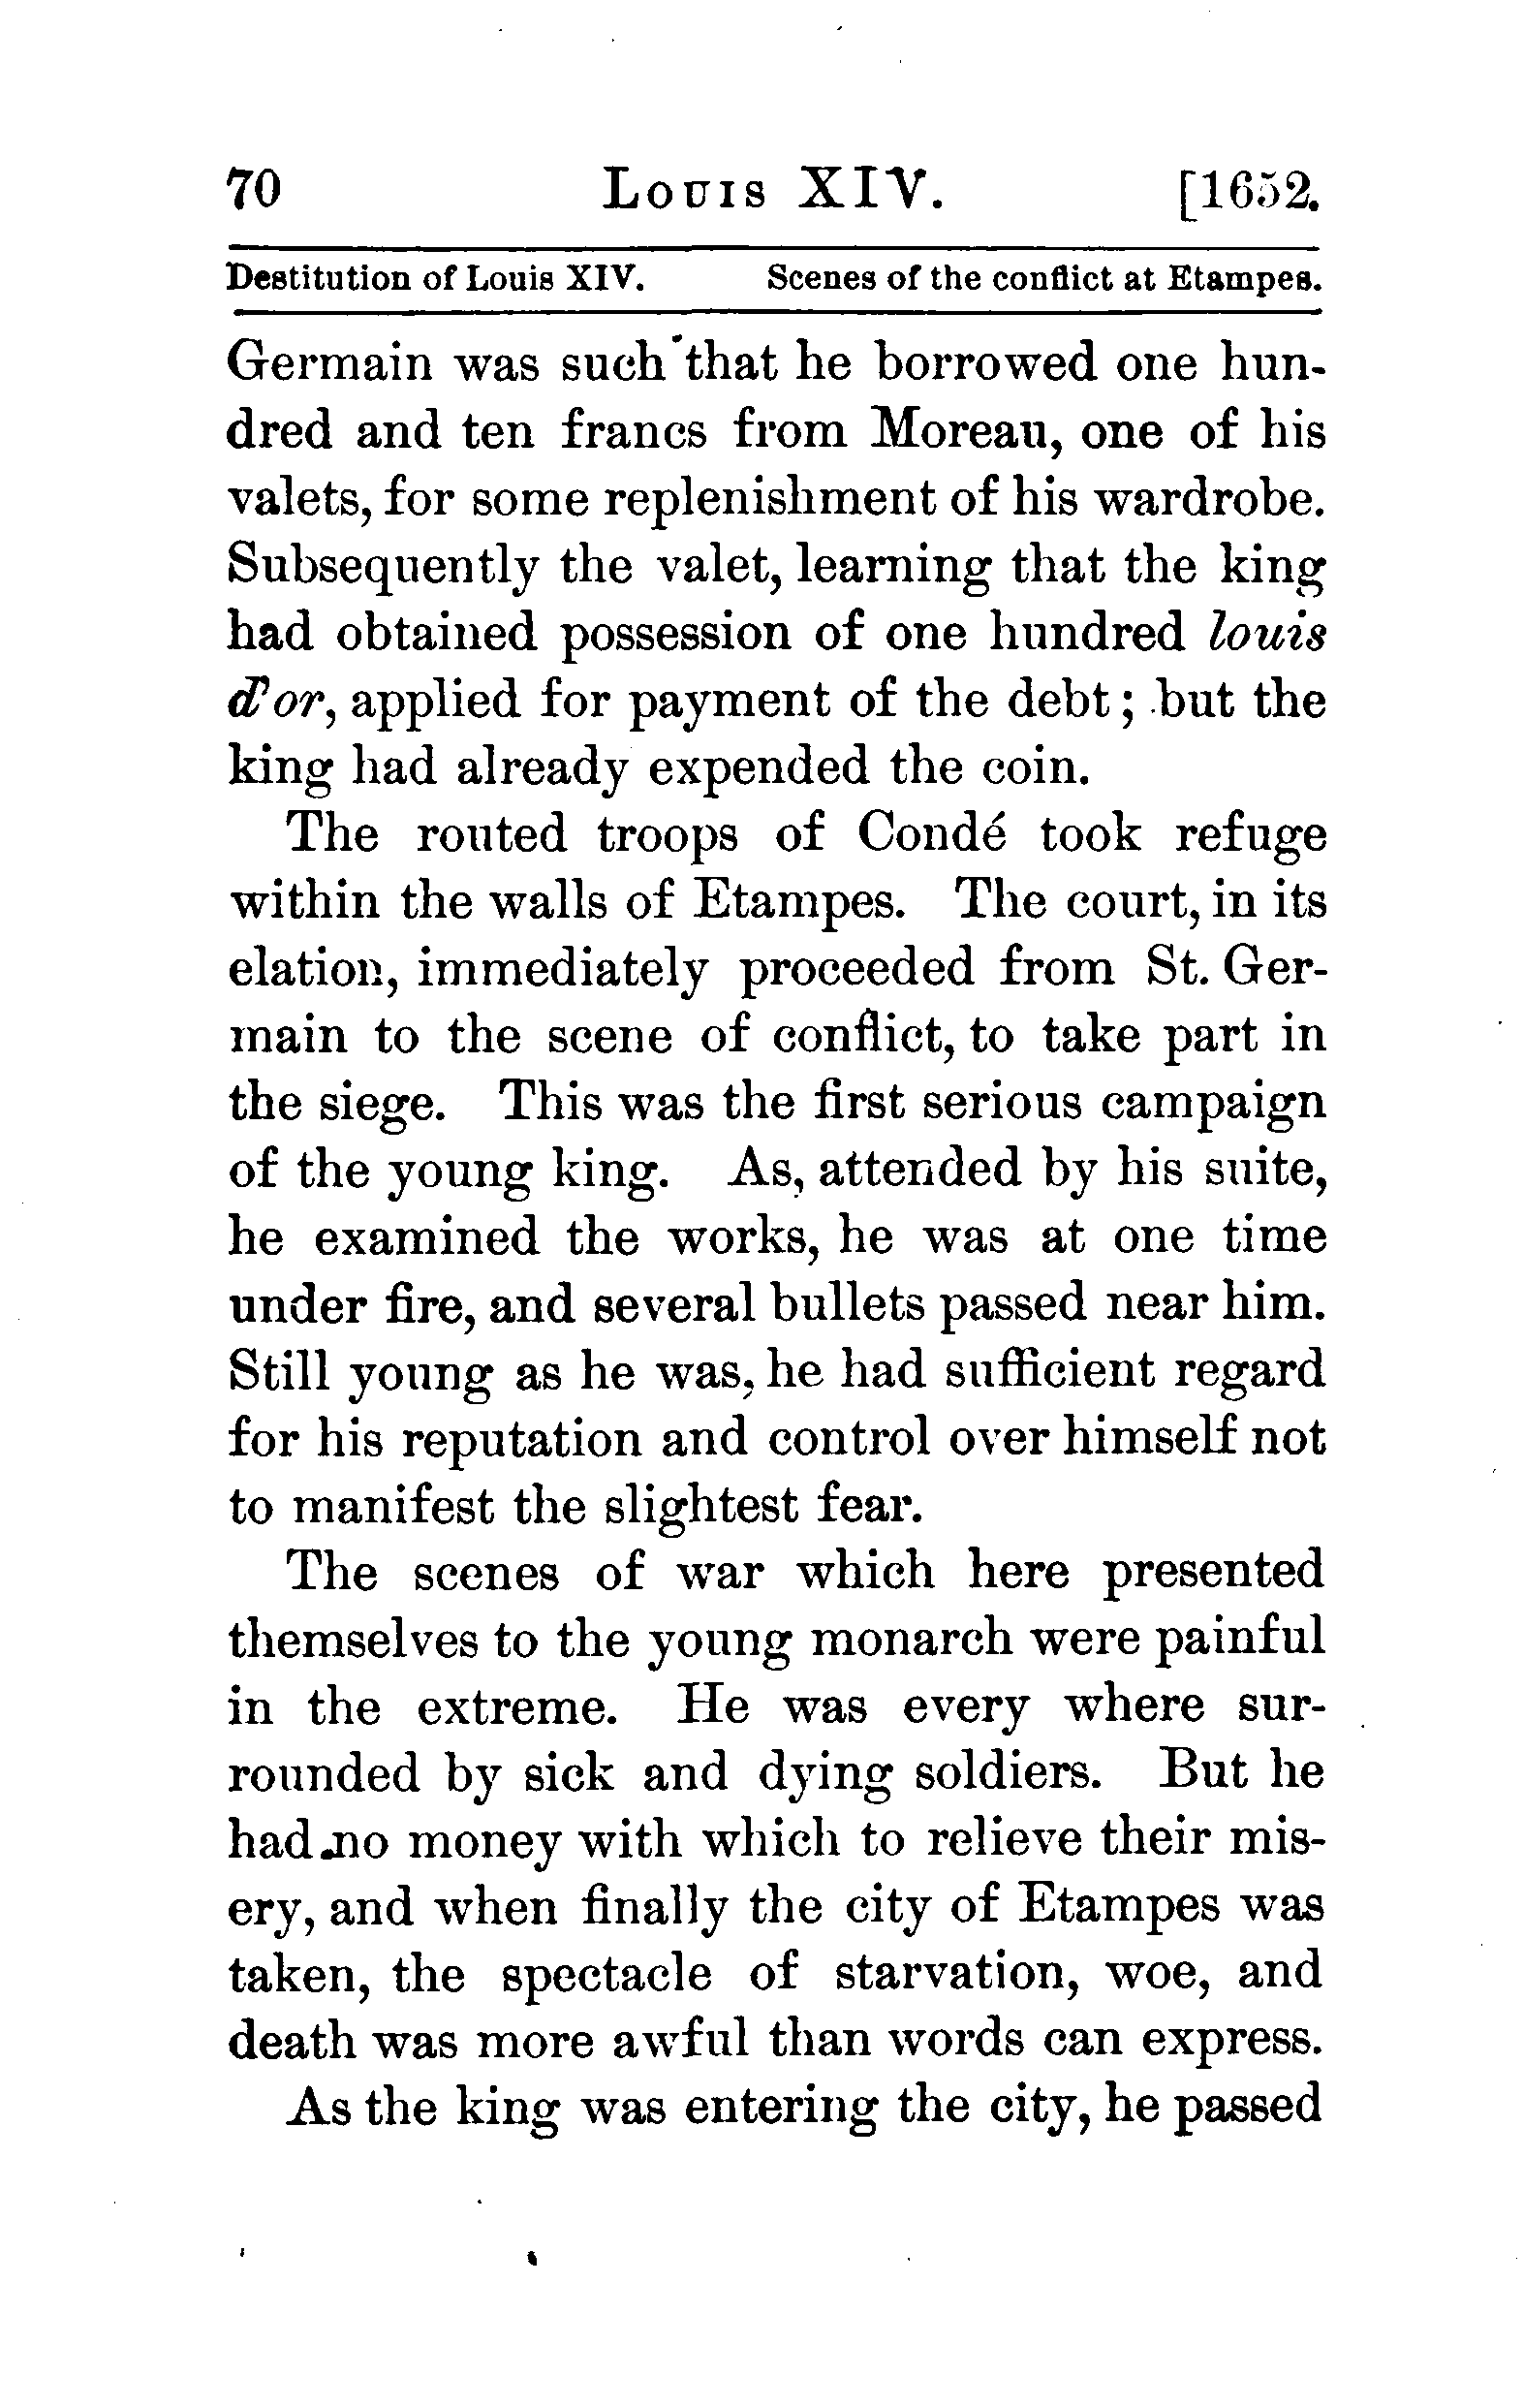 70 Louis XIV. [1652.
Destitution of Louis XIV. Scenes of the conflict at Etampes.
Germain was such that he borrowed one hun-
dred and ten francs from Moreau, one of his
valets, for some replenishment of his wardrobe.
Subsequently the valet, learning that the king
had obtained possession of one hundred louis
d'or, applied for payment of the debt; but the
king had already expended the coin.
The routed troops of Condé took refuge
within the walls of Etampes. The court, in its
elation, immediately proceeded from St. Ger-
main to the scene of conflict, to take part in
the siege. This was the first serious campaign
of the young king. As, attended by his suite,
he examined the works, he was at one time
under fire, and several bullets passed near him.
Still young as he was, he had sufficient regard
for his reputation and control over himself not
to manifest the slightest fear.
The scenes of war which here presented
themselves to the young monarch were painful
in the extreme. He was every where sur-
rounded by sick and dying soldiers. But he
had no money with which to relieve their mis-
ery, and when finally the city of Etampes was
taken, the spectacle of starvation, woe, and
death was more awful than words can express.
As the king was entering the city, he passed